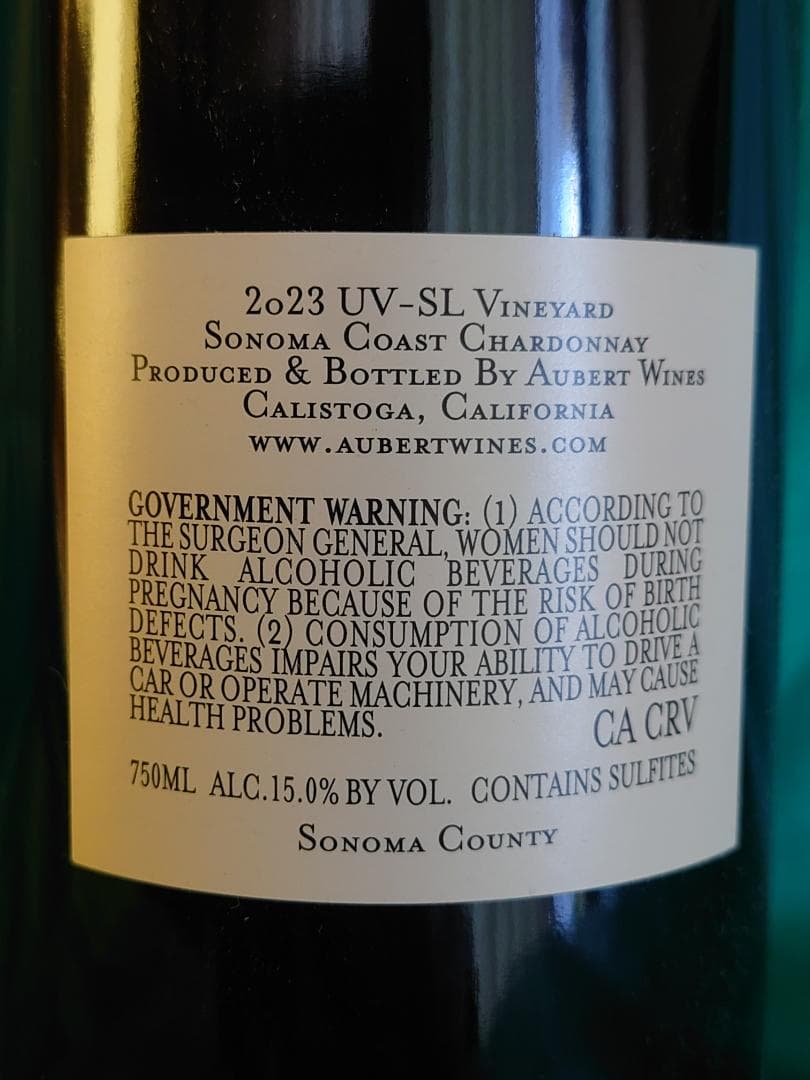 2023 UV-SL Vineyard
Sonoma Coast Chardonnay
Produced & Bottled By Aubert Wines
Calistoga, California
www.aubertwines.com
GOVERNMENT WARNING: (1) ACCORDING TO
THE SURGEON GENERAL, WOMEN SHOULD NOT
DRINK ALCOHOLIC BEVERAGES DURING
PREGNANCY BECAUSE OF THE RISK OF BIRTH
DEFECTS. (2) CONSUMPTION OF ALCOHOLIC
BEVERAGES IMPAIRS YOUR ABILITY TO DRIVE A
CAR OR OPERATE MACHINERY, AND MAY CAUSE
HEALTH PROBLEMS. CA CRV
750ML ALC.15.0% BY VOL. CONTAINS SULFITES
Sonoma County